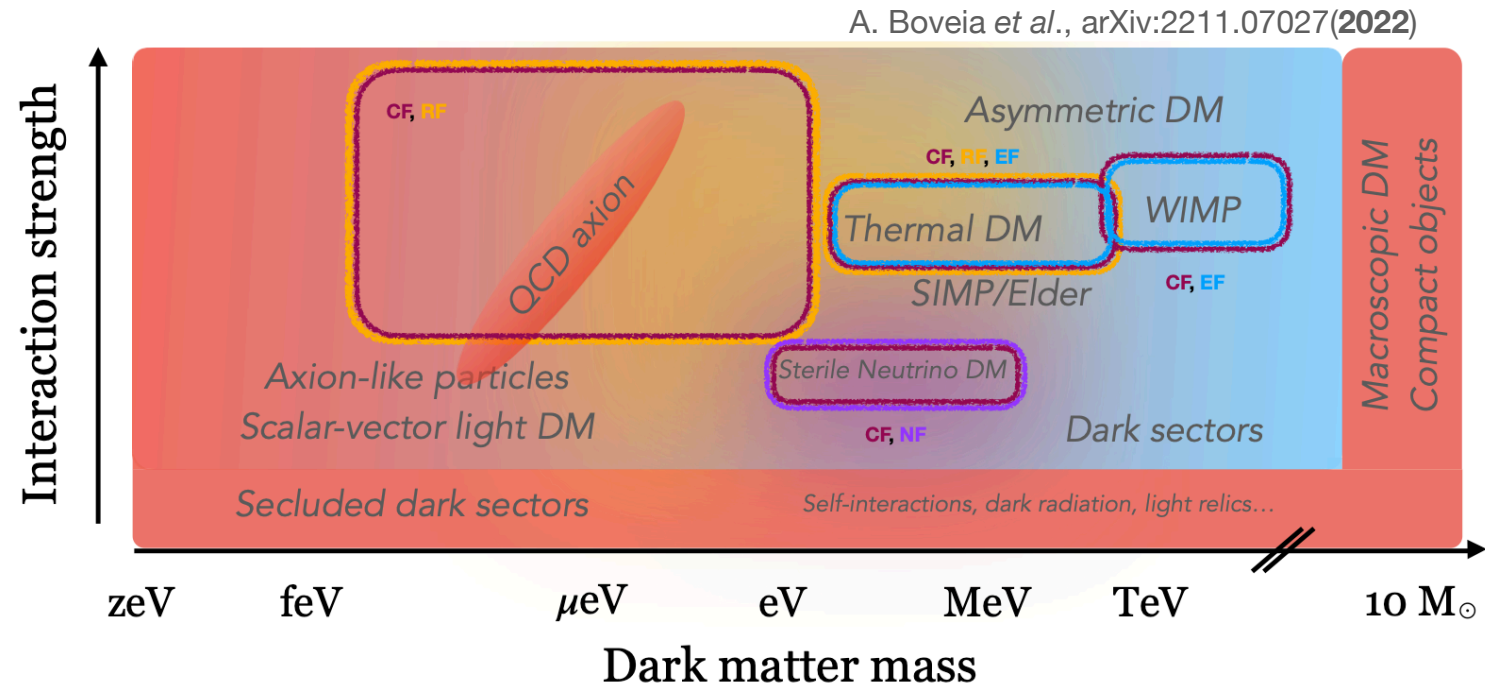 A. Boveia et al., arXiv:2211.07027(2022)
Interaction strength
CF, RF
QCD axion
Asymmetric DM
CF, RF, EF
Thermal DM
WIMP
CF, EF
SIMP/Elder
Sterile Neutrino DM
CF, NF
Axion-like particles
Scalar-vector light DM
Dark sectors
Macroscopic DM
Compact objects
Secluded dark sectors
Self-interactions, dark radiation, light relics...
zeV
feV
μeV
eV
MeV
TeV
10 M☉
Dark matter mass